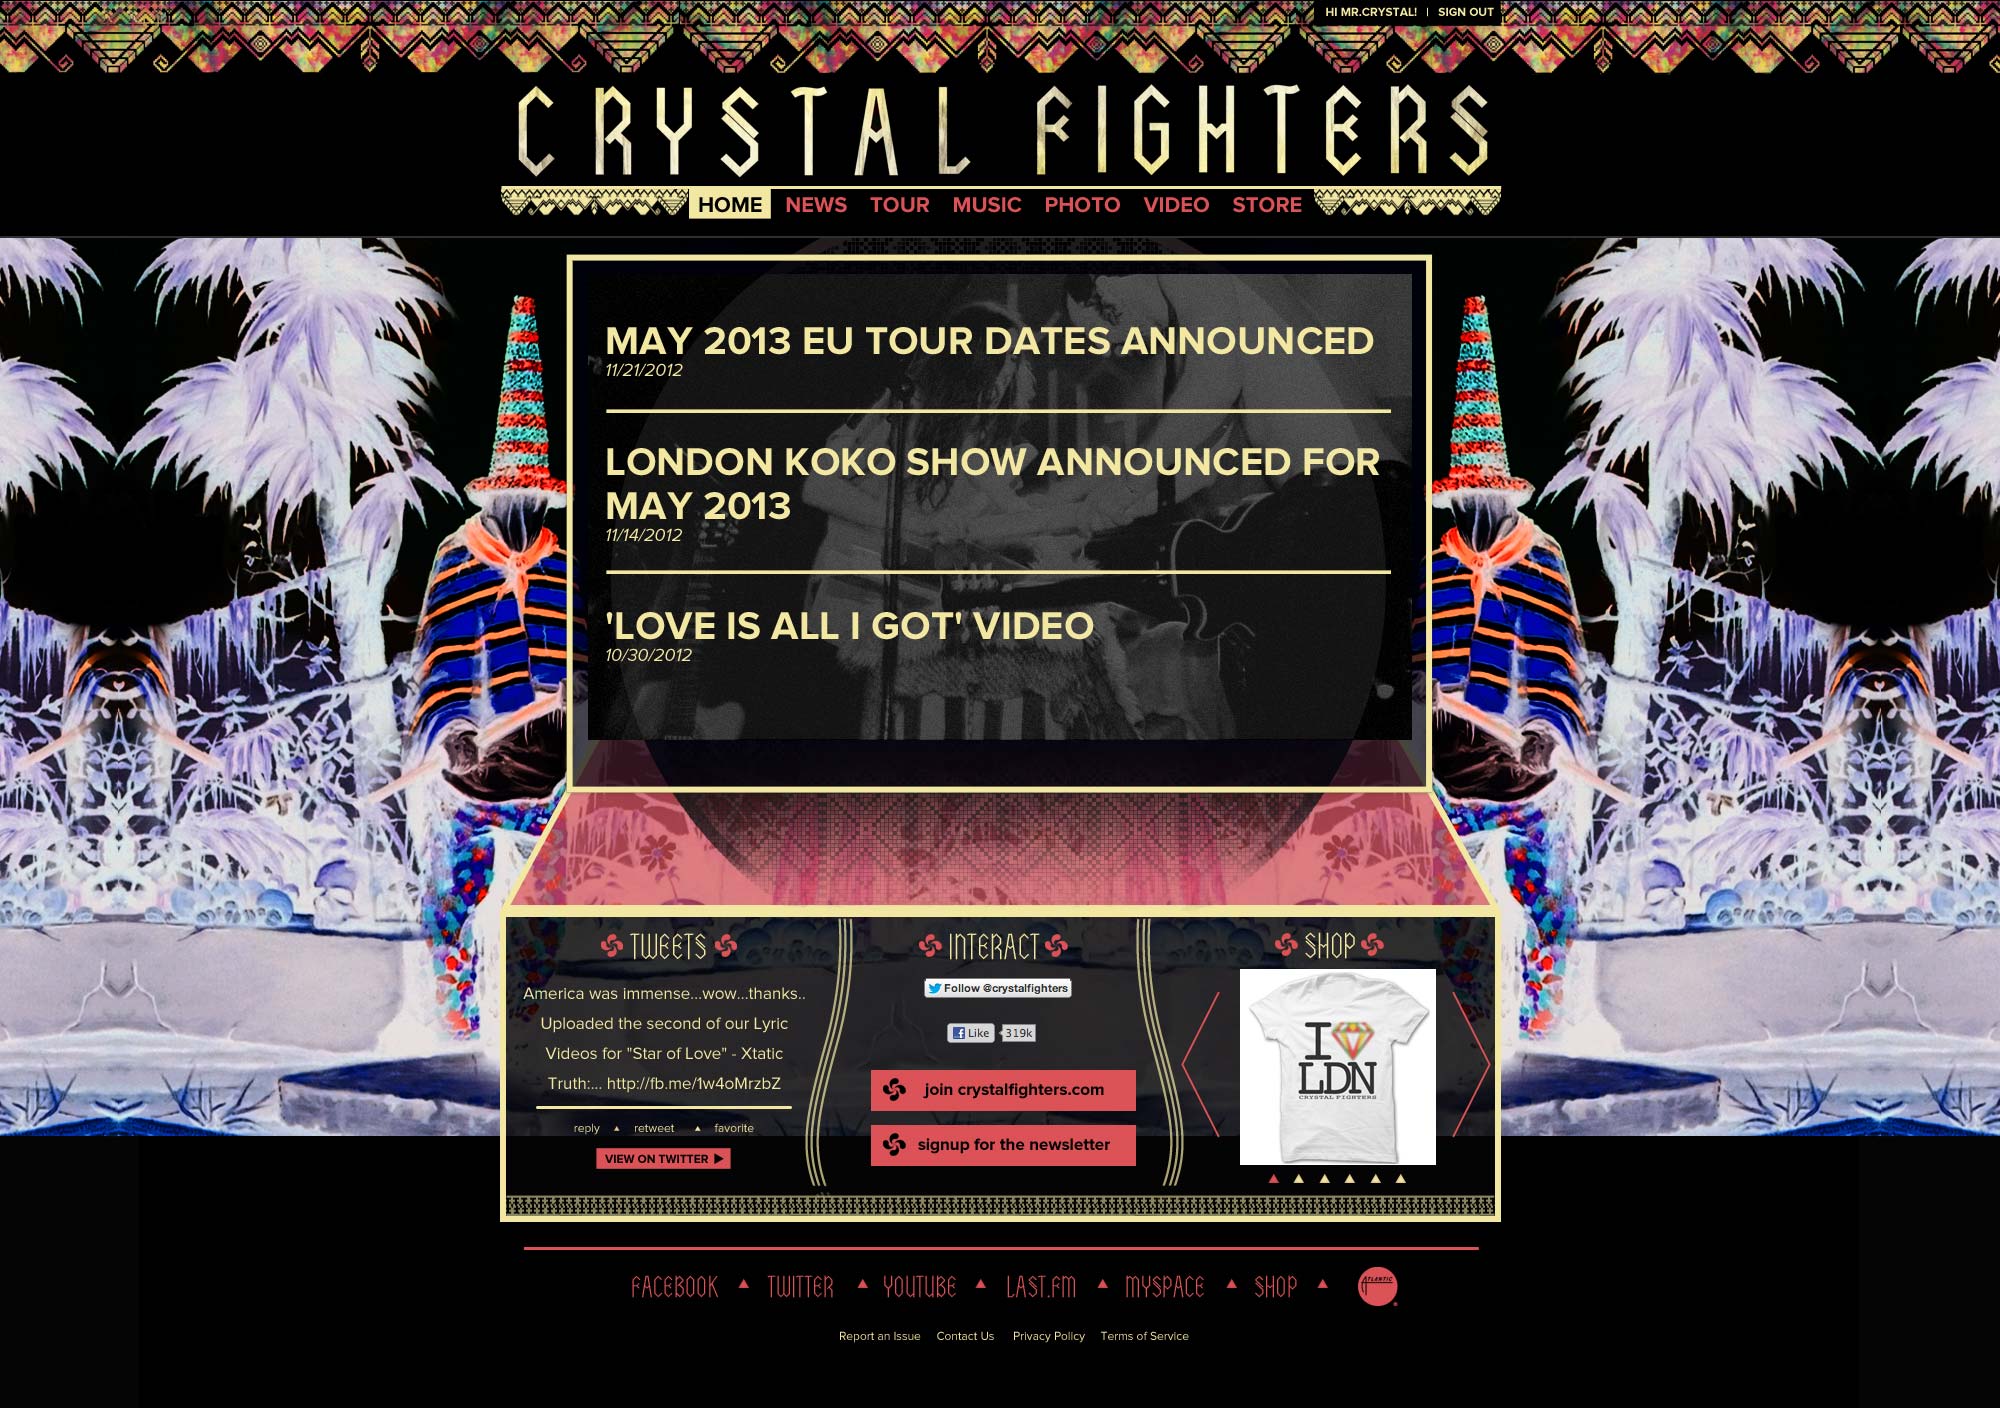 HI MR.CRYSTAL! | SIGN OUT
CRYSTAL FIGHTERS
HOME NEWS TOUR MUSIC PHOTO VIDEO STORE
MAY 2013 EU TOUR DATES ANNOUNCED
11/21/2012
LONDON KOKO SHOW ANNOUNCED FOR
MAY 2013
11/14/2012
'LOVE IS ALL I GOT' VIDEO
10/30/2012
TWEETS
America was immense...wow...thanks..
Uploaded the second of our Lyric
Videos for "Star of Love" - Xtatic
Truth:... http://fb.me/1w4oMrzbZ
reply retweet favorite
VIEW ON TWITTER
INTERACT
Follow @crystalfighters
Like 319k
join crystalfighters.com
signup for the newsletter
SHOP
I
LDN
CRYSTAL FIGHTERS
FACEBOOK TWITTER YOUTUBE LAST.FM MYSPACE SHOP
ATLANTIC
Report an Issue Contact Us Privacy Policy Terms of Service